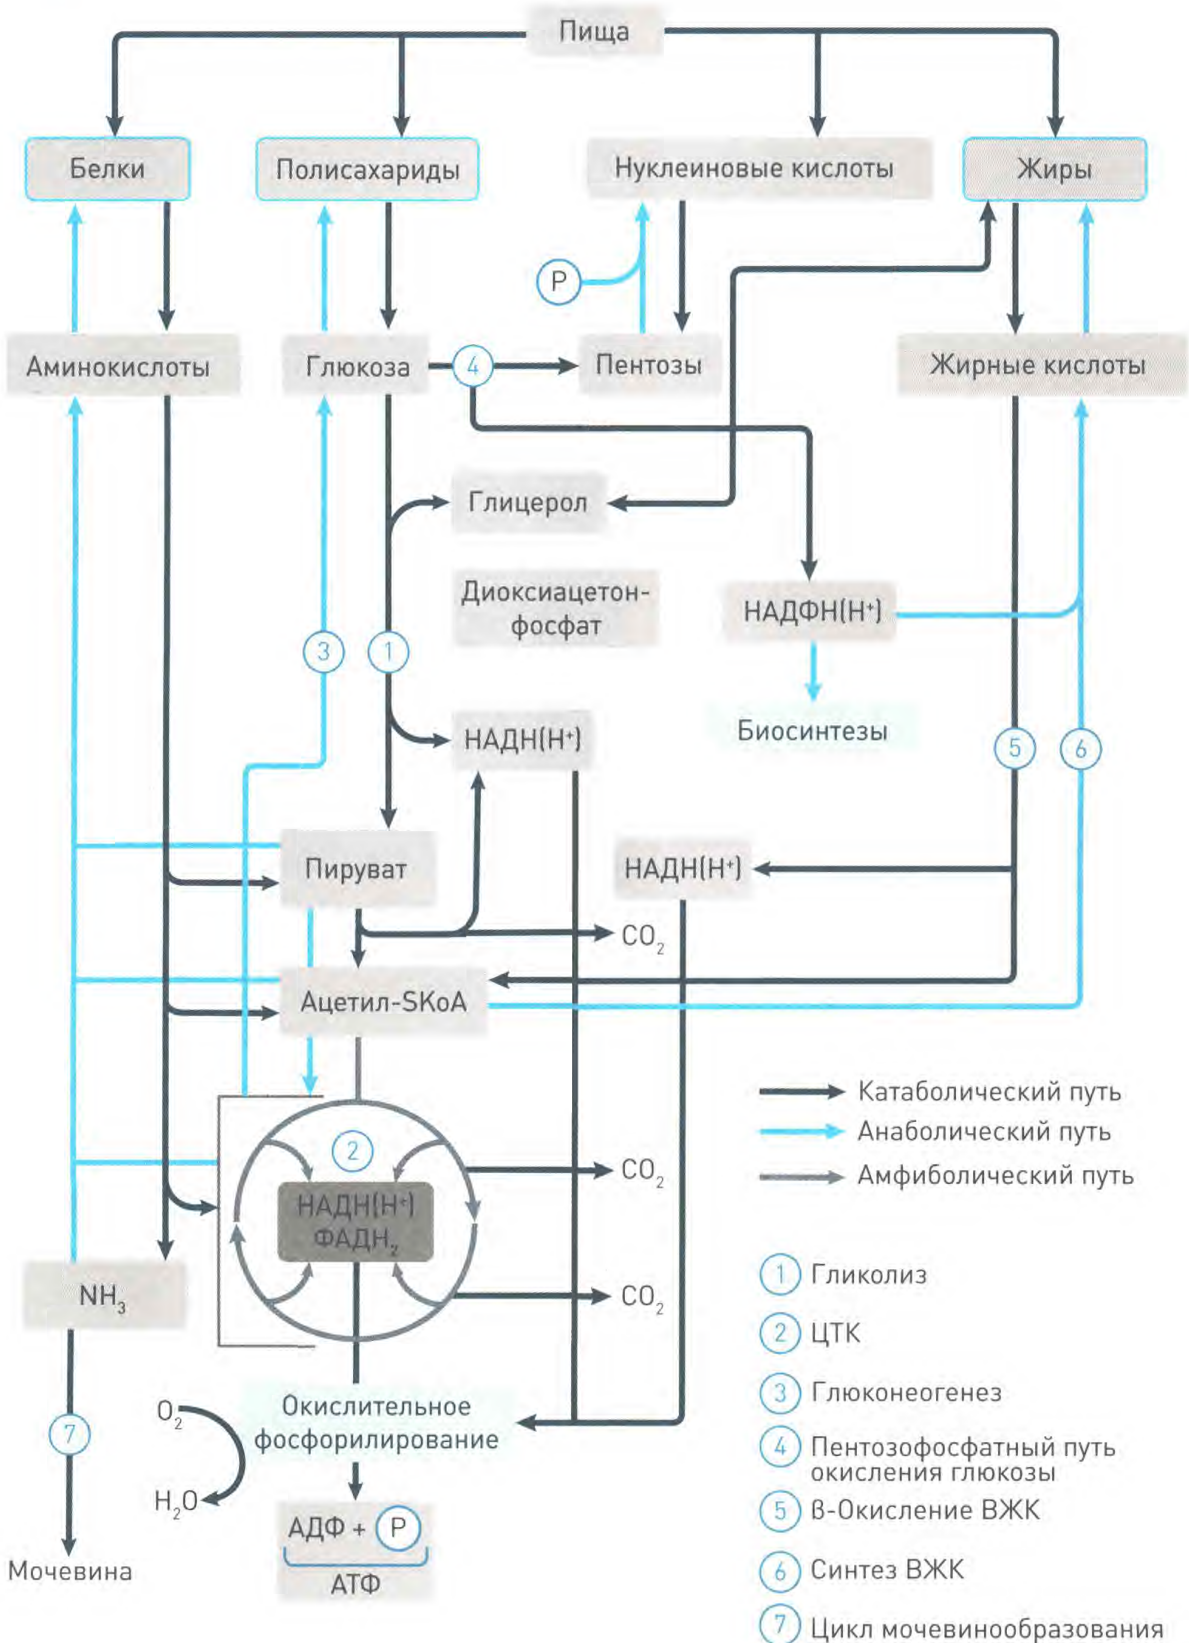 Пища
Белки
Полисахариды
Нуклеиновые кислоты
Жиры
P
Аминокислоты
Глюкоза
4
Пентозы
Жирные кислоты
Глицерол
Диоксиацетон-
фосфат
НАДФН(Н⁺)
3
1
НАДН(Н⁺)
Биосинтезы
5
6
Пируват
НАДН(Н⁺)
CO₂
Ацетил-SКоА
Катаболический путь
Анаболический путь
Амфиболический путь
2
НАДН(Н⁺)
ФАДН₂
CO₂
CO₂
NH₃
1 Гликолиз
2 ЦТК
3 Глюконеогенез
4 Пентозофосфатный путь
окисления глюкозы
5 β-Окисление ВЖК
6 Синтез ВЖК
7 Цикл мочевинообразования
7
O₂
H₂O
Окислительное
фосфорилирование
АДФ + P
АТФ
Мочевина